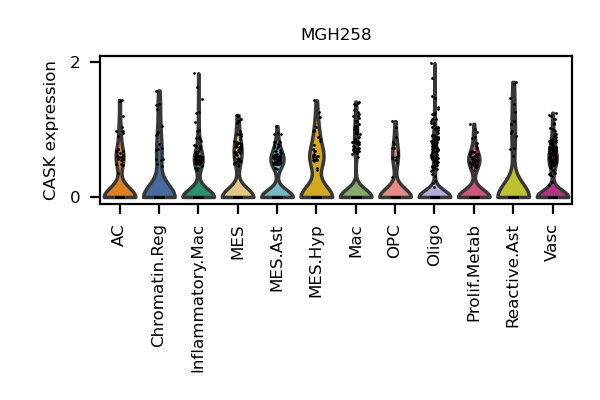 MGH258
CASK expression
2
0
AC
Chromatin.Reg
Inflammatory.Mac
MES
MES.Ast
MES.Hyp
Mac
OPC
Oligo
Prolif.Metab
Reactive.Ast
Vasc